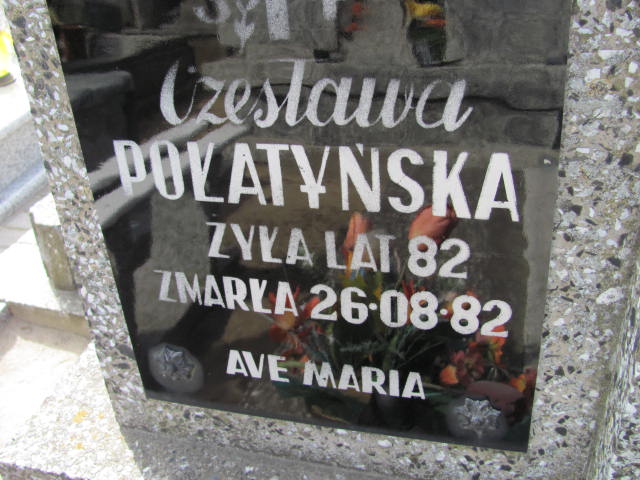 Czesława
POŁATYŃSKA
ŻYŁA LAT 82
ZMARŁA 26·08·82
AVE MARIA